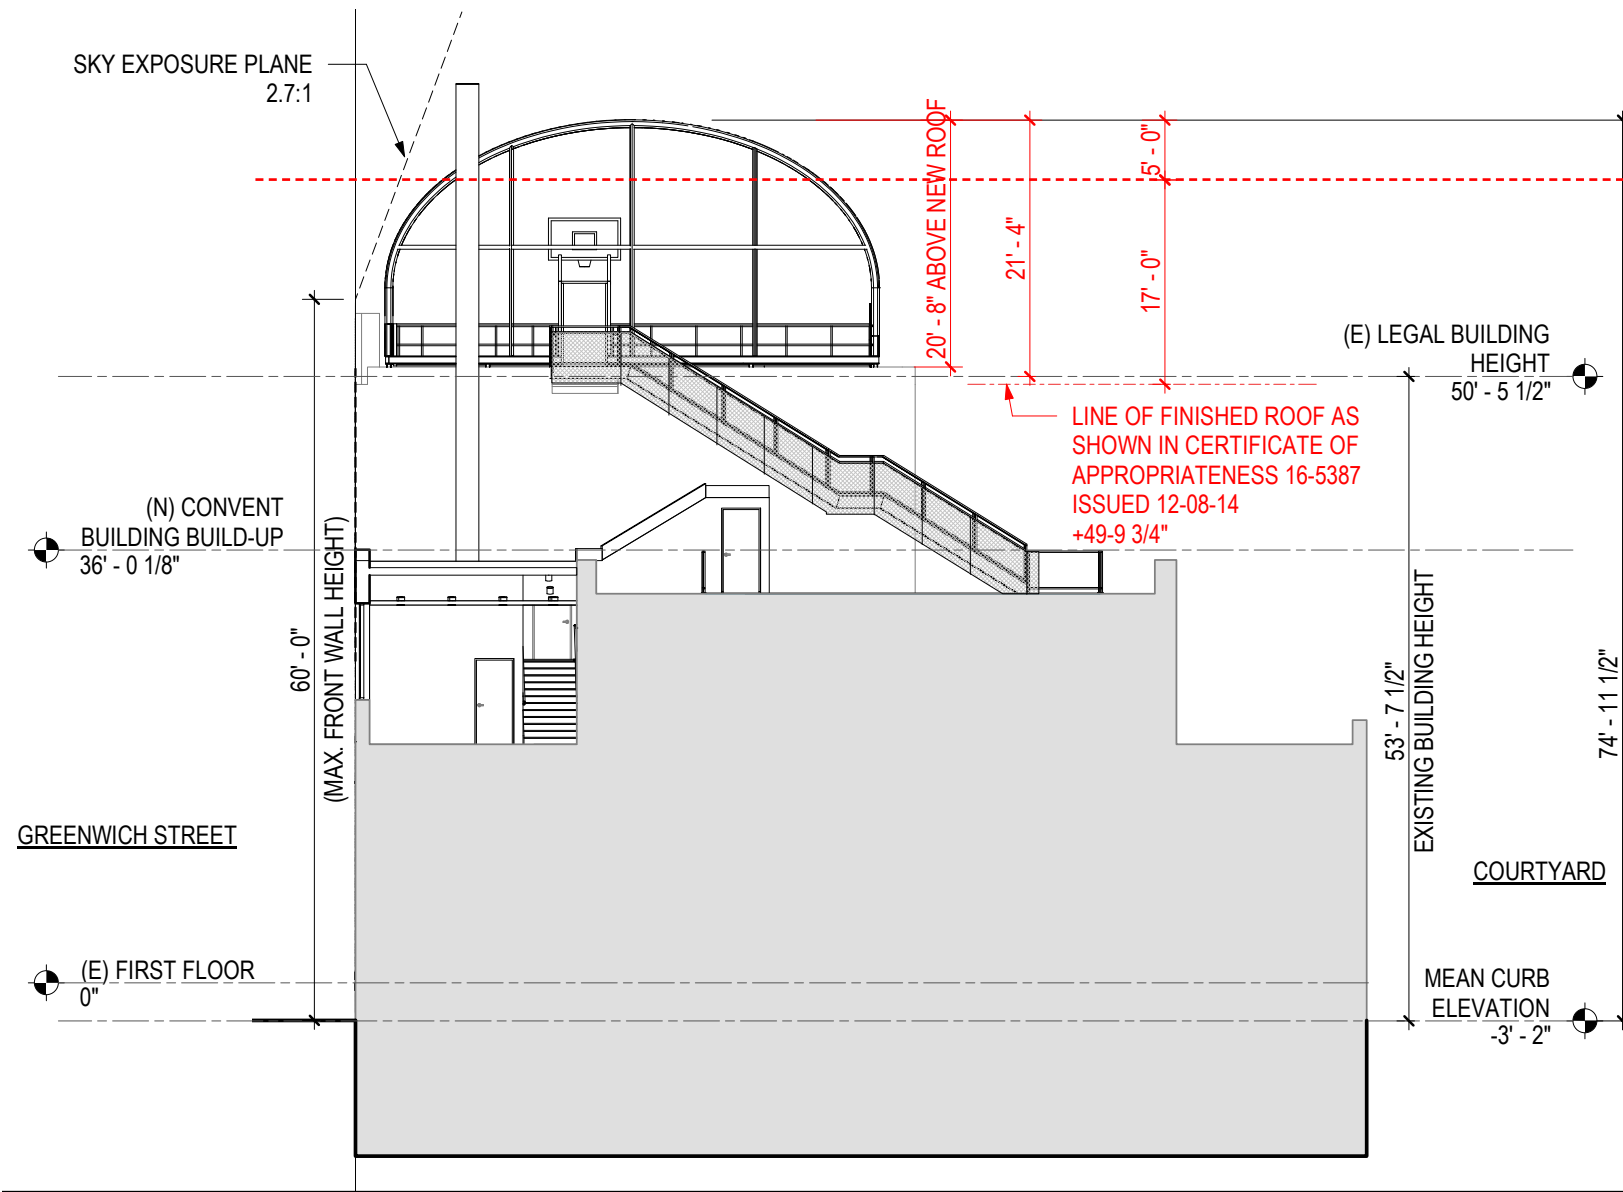 SKY EXPOSURE PLANE
2.7:1
20' - 8" ABOVE NEW ROOF
21' - 4"
5' - 0"
17' - 0"
(E) LEGAL BUILDING
HEIGHT
50' - 5 1/2"
LINE OF FINISHED ROOF AS
SHOWN IN CERTIFICATE OF
APPROPRIATENESS 16-5387
ISSUED 12-08-14
+49-9 3/4"
(N) CONVENT
BUILDING BUILD-UP
36' - 0 1/8"
60' - 0"
(MAX. FRONT WALL HEIGHT)
53' - 7 1/2"
EXISTING BUILDING HEIGHT
74' - 11 1/2"
GREENWICH STREET
COURTYARD
(E) FIRST FLOOR
0"
MEAN CURB
ELEVATION
-3' - 2"